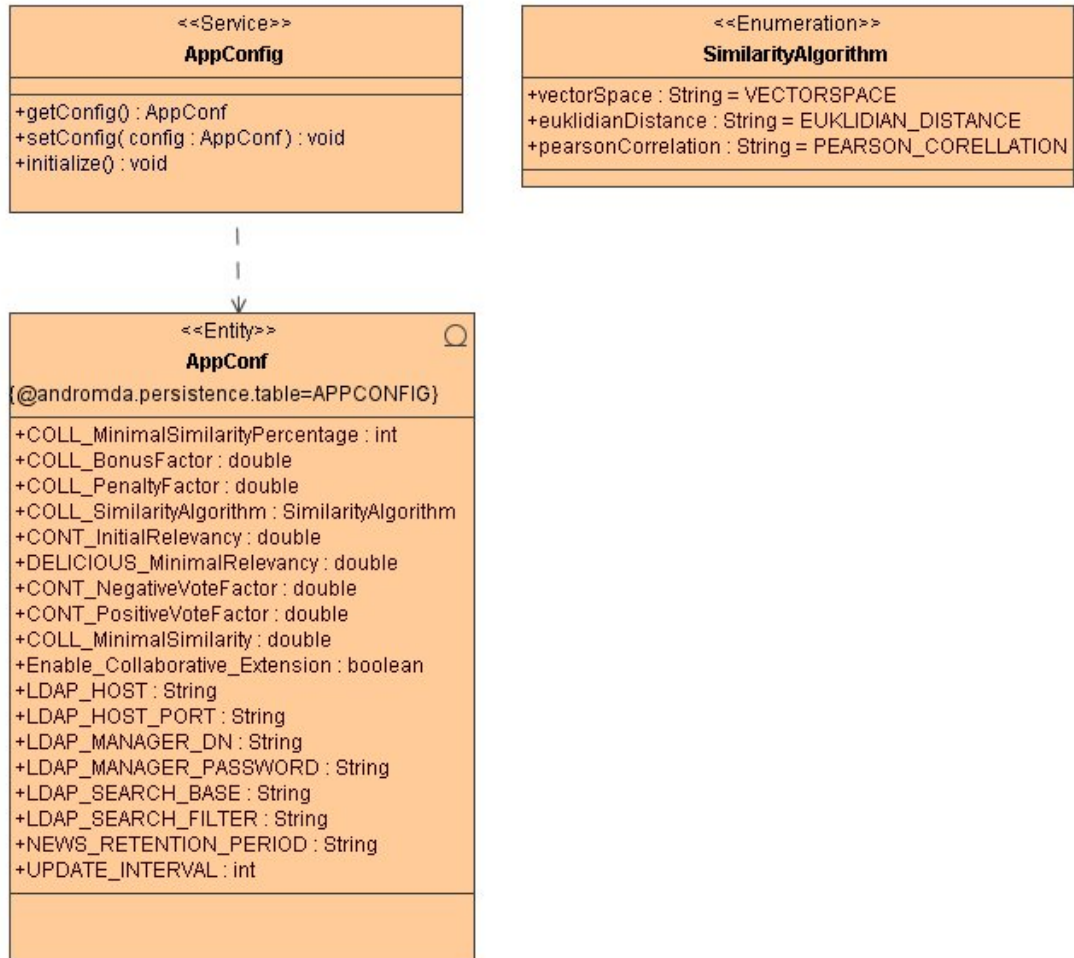 <<Service>>
AppConfig
+getConfig() : AppConf
+setConfig( config : AppConf ) : void
+initialize() : void
<<Enumeration>>
SimilarityAlgorithm
+vectorSpace : String = VECTORSPACE
+euklidianDistance : String = EUKLIDIAN_DISTANCE
+pearsonCorrelation : String = PEARSON_CORELLATION
<<Entity>>
AppConf
{@andromda.persistence.table=APPCONFIG}
+COLL_MinimalSimilarityPercentage : int
+COLL_BonusFactor : double
+COLL_PenaltyFactor : double
+COLL_SimilarityAlgorithm : SimilarityAlgorithm
+CONT_InitialRelevancy : double
+DELICIOUS_MinimalRelevancy : double
+CONT_NegativeVoteFactor : double
+CONT_PositiveVoteFactor : double
+COLL_MinimalSimilarity : double
+Enable_Collaborative_Extension : boolean
+LDAP_HOST : String
+LDAP_HOST_PORT : String
+LDAP_MANAGER_DN : String
+LDAP_MANAGER_PASSWORD : String
+LDAP_SEARCH_BASE : String
+LDAP_SEARCH_FILTER : String
+NEWS_RETENTION_PERIOD : String
+UPDATE_INTERVAL : int